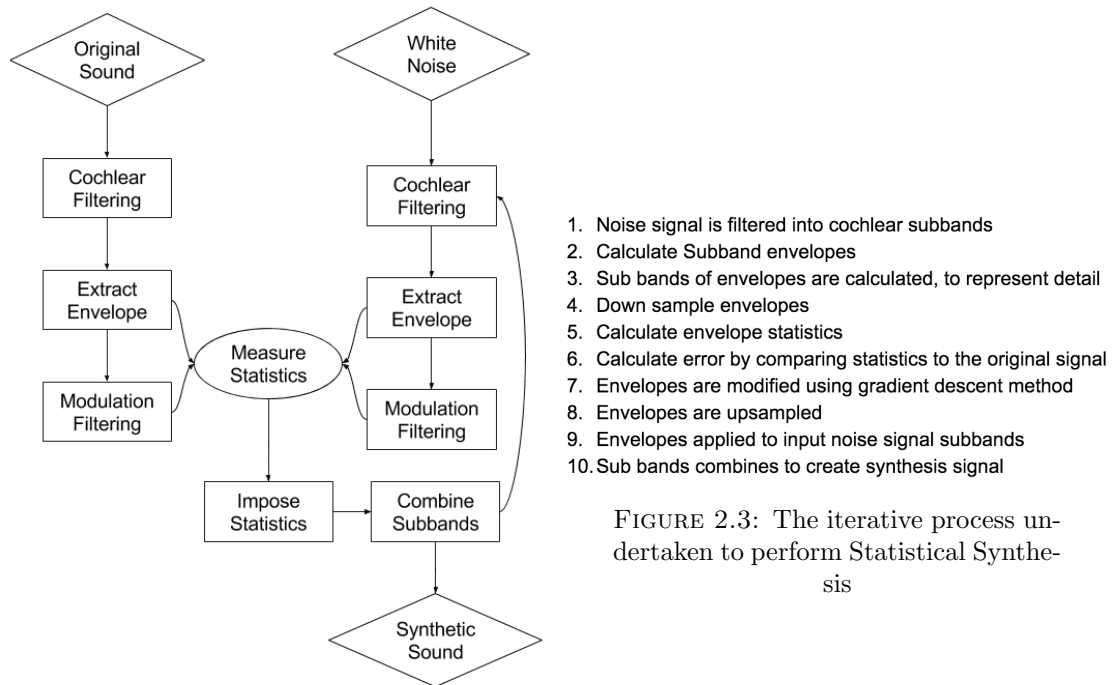 Original
Sound
White
Noise
Cochlear
Filtering
Cochlear
Filtering
Extract
Envelope
Extract
Envelope
Measure
Statistics
Modulation
Filtering
Modulation
Filtering
Impose
Statistics
Combine
Subbands
Synthetic
Sound
1. Noise signal is filtered into cochlear subbands
2. Calculate Subband envelopes
3. Sub bands of envelopes are calculated, to represent detail
4. Down sample envelopes
5. Calculate envelope statistics
6. Calculate error by comparing statistics to the original signal
7. Envelopes are modified using gradient descent method
8. Envelopes are upsampled
9. Envelopes applied to input noise signal subbands
10. Sub bands combines to create synthesis signal
FIGURE 2.3: The iterative process un-
dertaken to perform Statistical Synthe-
sis